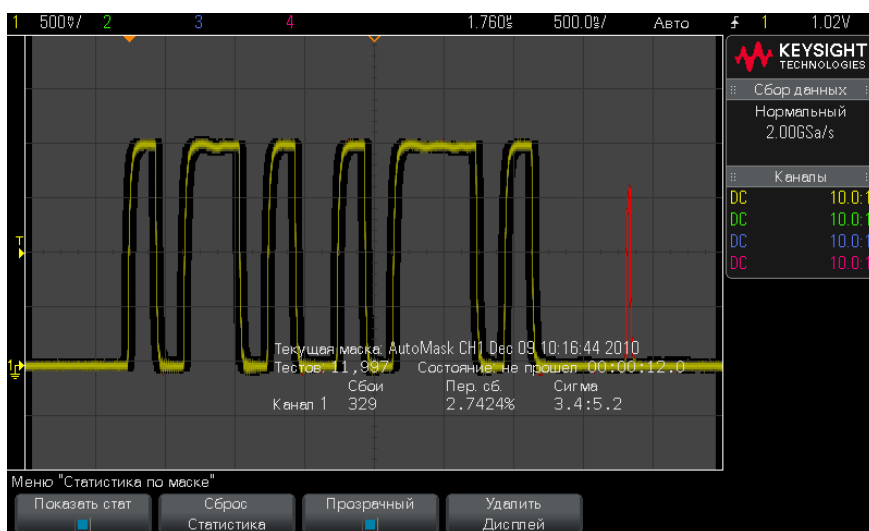 1 500♥/ 2 3 4 1.760s 500.0s/ Авто 1 1.02V
KEYSIGHT
TECHNOLOGIES
Сбор данных
Нормальный
2.00GSa/s
Каналы
DC 10.0:1
DC 10.0:1
DC 10.0:1
DC 10.0:1
T
1
Текущая маска: AutoMask CH1 Dec 09 10:16:44 2010
Тестов: 11,997 Состояние: не прошел 00:00:12.0
Сбои Пер. сб. Сигма
Канал 1 329 2.7424% 3.4:5.2
Меню "Статистика по маске"
Показать стат Сброс Прозрачный Удалить
Статистика Дисплей